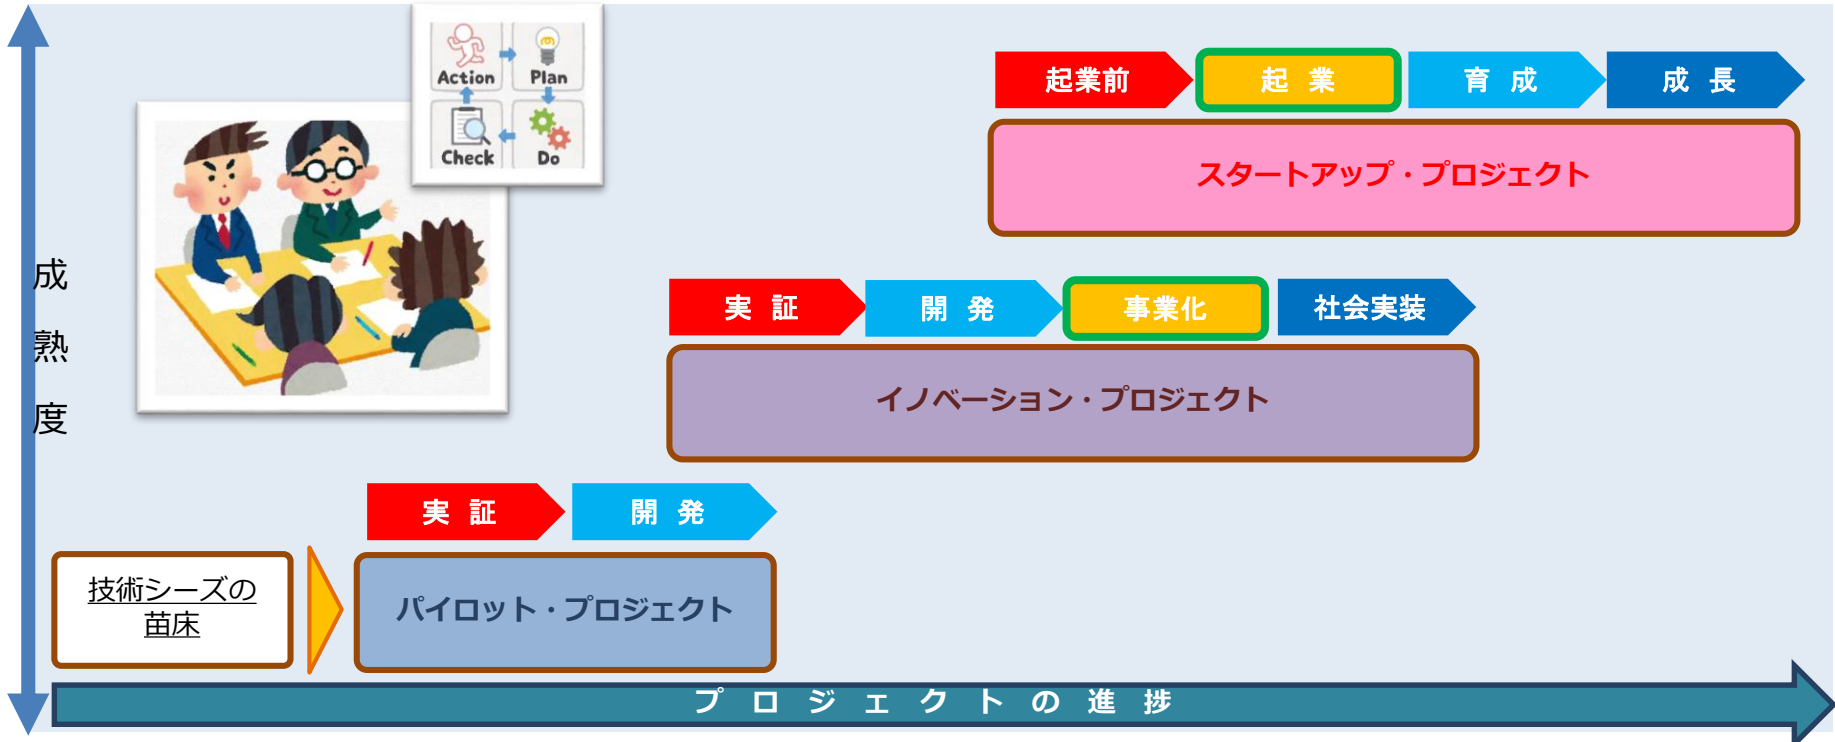 Action
Plan
Check
Do
起業前
起 業
育 成
成 長
スタートアップ・プロジェクト
成
熟
度
実 証
開 発
事業化
社会実装
イノベーション・プロジェクト
実 証
開 発
技術シーズの
苗床
パイロット・プロジェクト
プ ロ ジ ェ ク ト の 進 捗